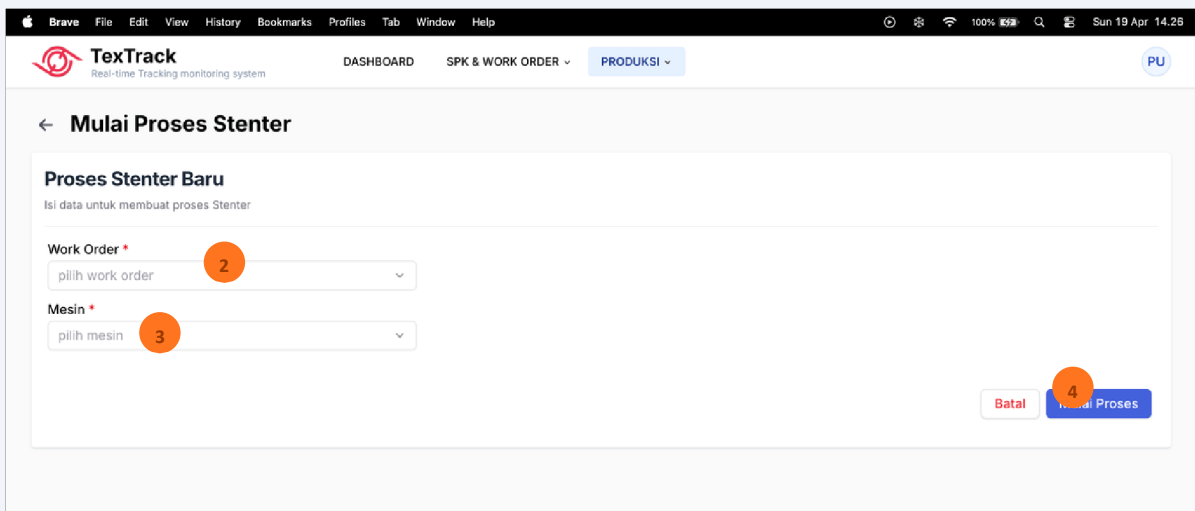 Brave File Edit View History Bookmarks Profiles Tab Window Help 100% Sun 19 Apr 14.26
TexTrack
Real-time Tracking monitoring system
DASHBOARD SPK & WORK ORDER PRODUKSI PU
Mulai Proses Stenter
Proses Stenter Baru
Isi data untuk membuat proses Stenter
Work Order *
2
pilih work order
Mesin *
pilih mesin 3
4
Batal Proses